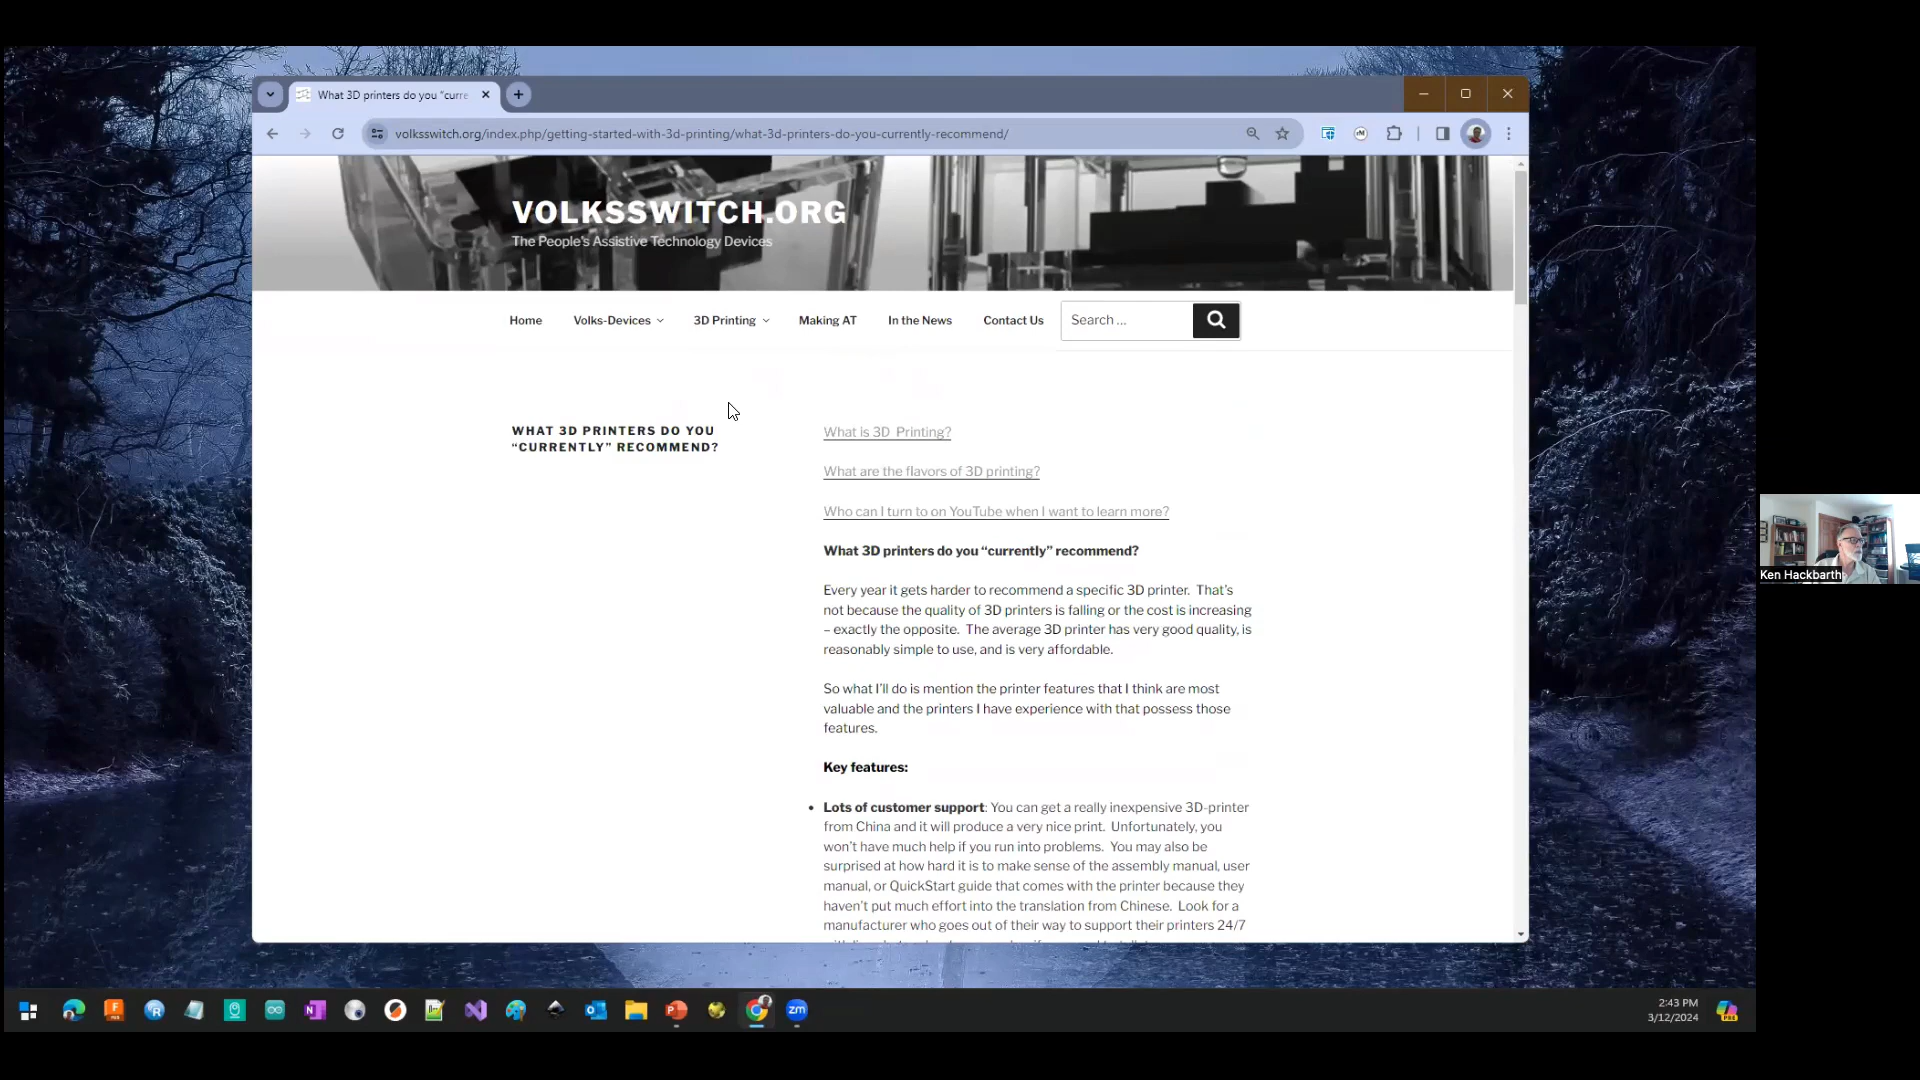 What 3D printers do you "curre
volksswitch.org/index.php/getting-started-with-3d-printing/what-3d-printers-do-you-currently-recommend/
VOLKSSWITCH.ORG
The People's Assistive Technology Devices
Home Volks-Devices 3D Printing Making AT In the News Contact Us Search ...
WHAT 3D PRINTERS DO YOU
“CURRENTLY” RECOMMEND?
What is 3D Printing?
What are the flavors of 3D printing?
Who can I turn to on YouTube when I want to learn more?
What 3D printers do you “currently” recommend?
Every year it gets harder to recommend a specific 3D printer. That’s
not because the quality of 3D printers is falling or the cost is increasing
– exactly the opposite. The average 3D printer has very good quality, is
reasonably simple to use, and is very affordable.
So what I’ll do is mention the printer features that I think are most
valuable and the printers I have experience with that possess those
features.
Key features:
Lots of customer support: You can get a really inexpensive 3D-printer
from China and it will produce a very nice print. Unfortunately, you
won’t have much help if you run into problems. You may also be
surprised at how hard it is to make sense of the assembly manual, user
manual, or QuickStart guide that comes with the printer because they
haven’t put much effort into the translation from Chinese. Look for a
manufacturer who goes out of their way to support their printers 24/7
Ken Hackbarth
zm
2:43 PM
3/12/2024